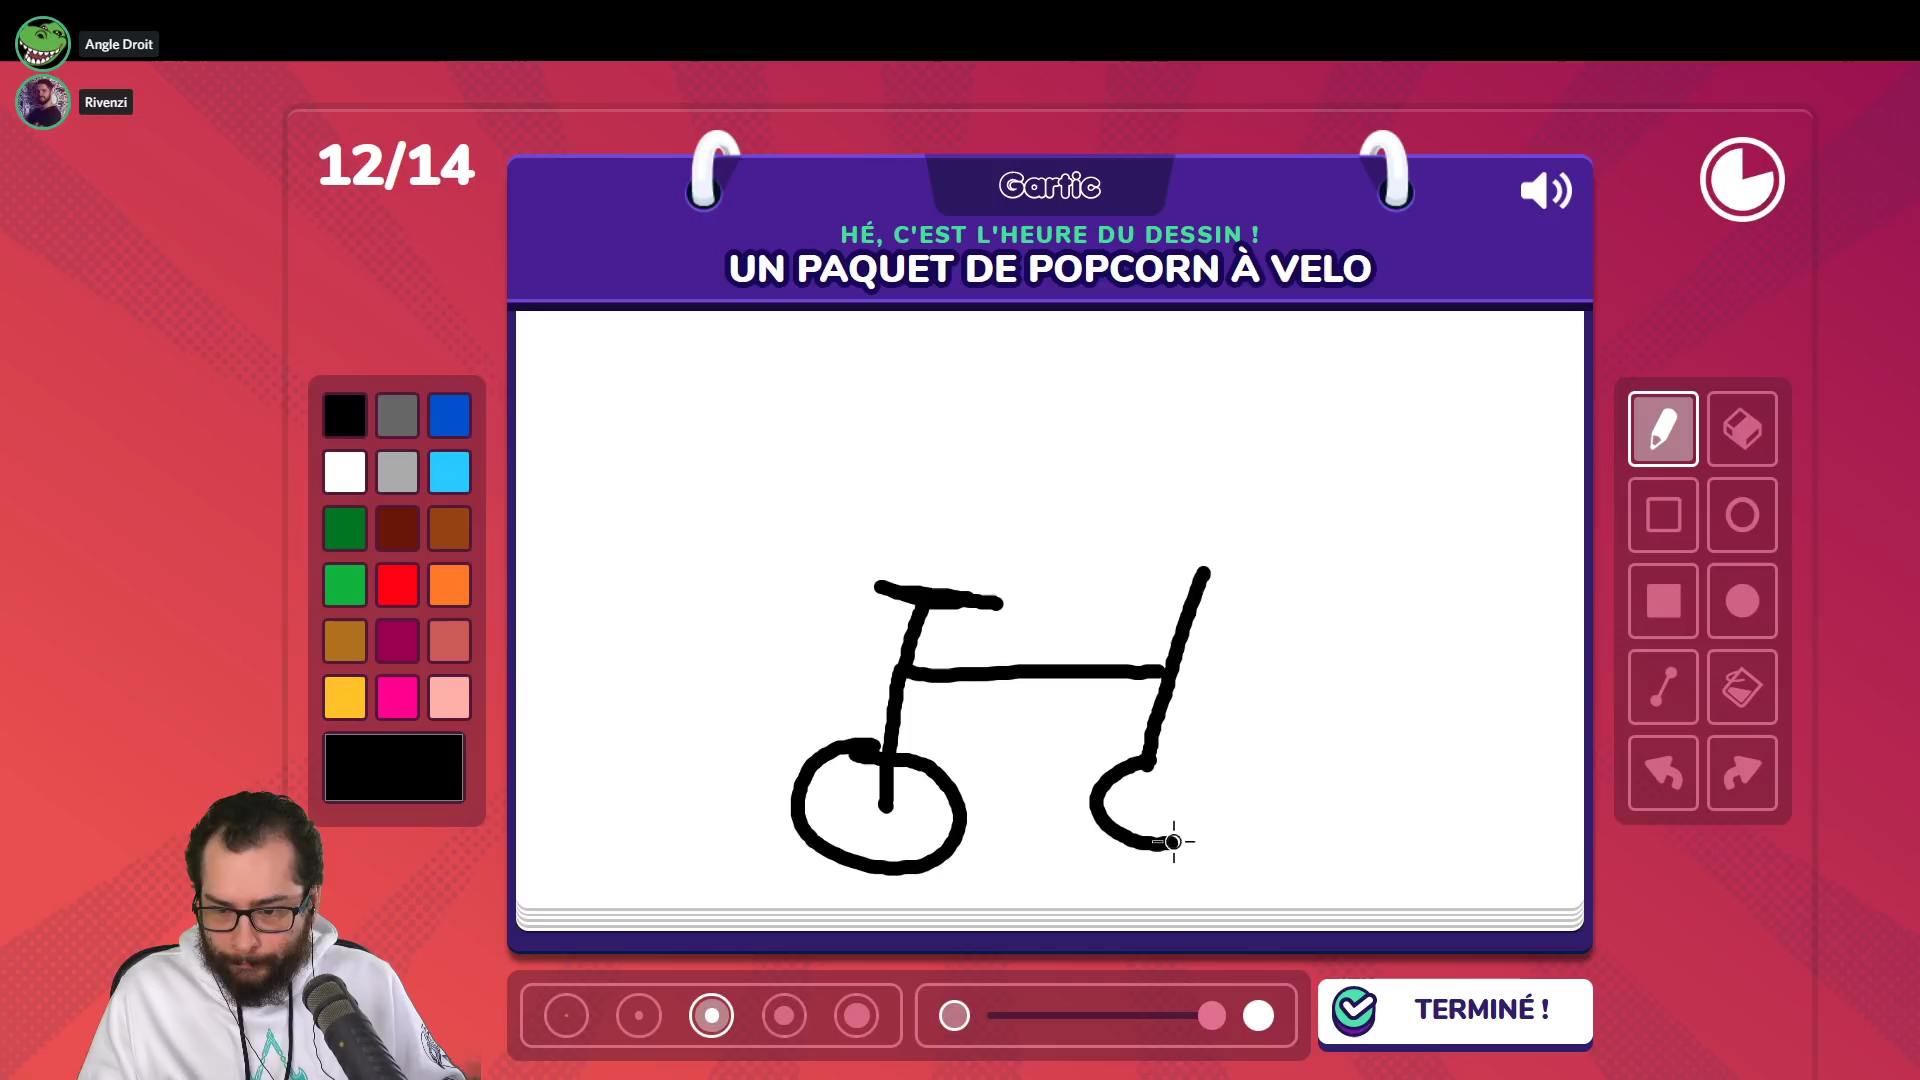 Angle Droit
Rivenzi
12/14
Gartic
HÉ, C'EST L'HEURE DU DESSIN !
UN PAQUET DE POPCORN À VELO
TERMINÉ !